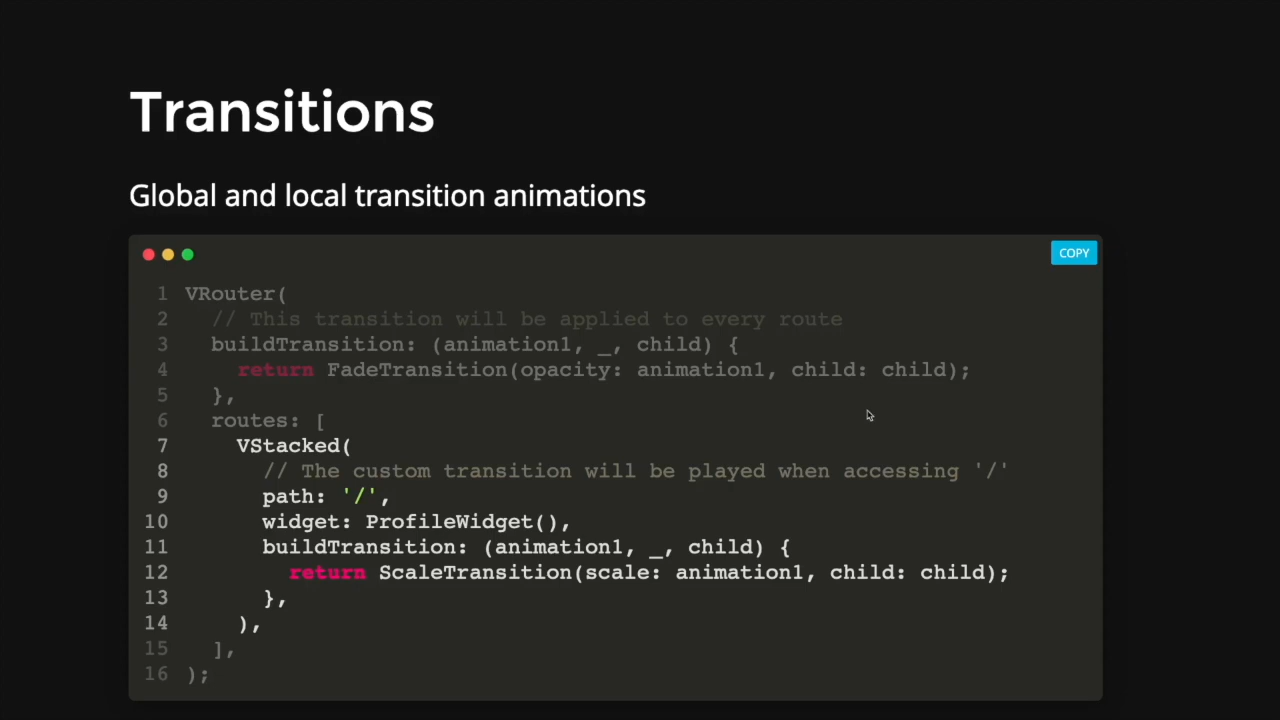 Transitions
Global and local transition animations
COPY
1 VRouter(
2   // This transition will be applied to every route
3   buildTransition: (animation1, _, child) {
4     return FadeTransition(opacity: animation1, child: child);
5   },
6   routes: [
7     VStacked(
8       // The custom transition will be played when accessing '/'
9       path: '/',
10       widget: ProfileWidget(),
11       buildTransition: (animation1, _, child) {
12         return ScaleTransition(scale: animation1, child: child);
13       },
14     ),
15   ],
16 );